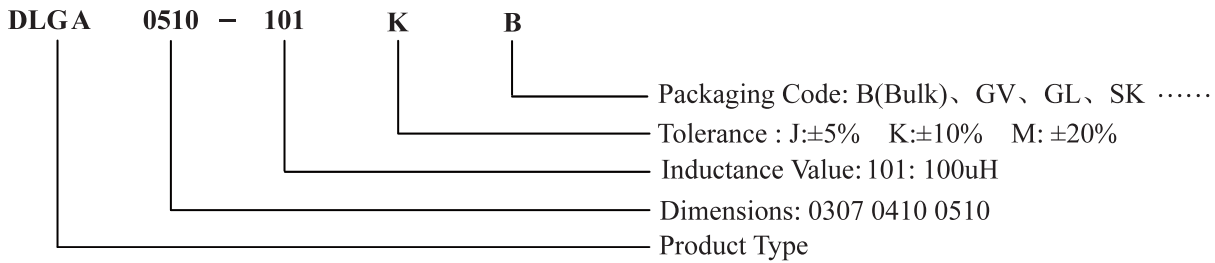 DLGA 0510 - 101 K B
Packaging Code: B(Bulk)、GV、GL、SK ……
Tolerance : J:±5% K:±10% M: ±20%
Inductance Value: 101: 100uH
Dimensions: 0307 0410 0510
Product Type